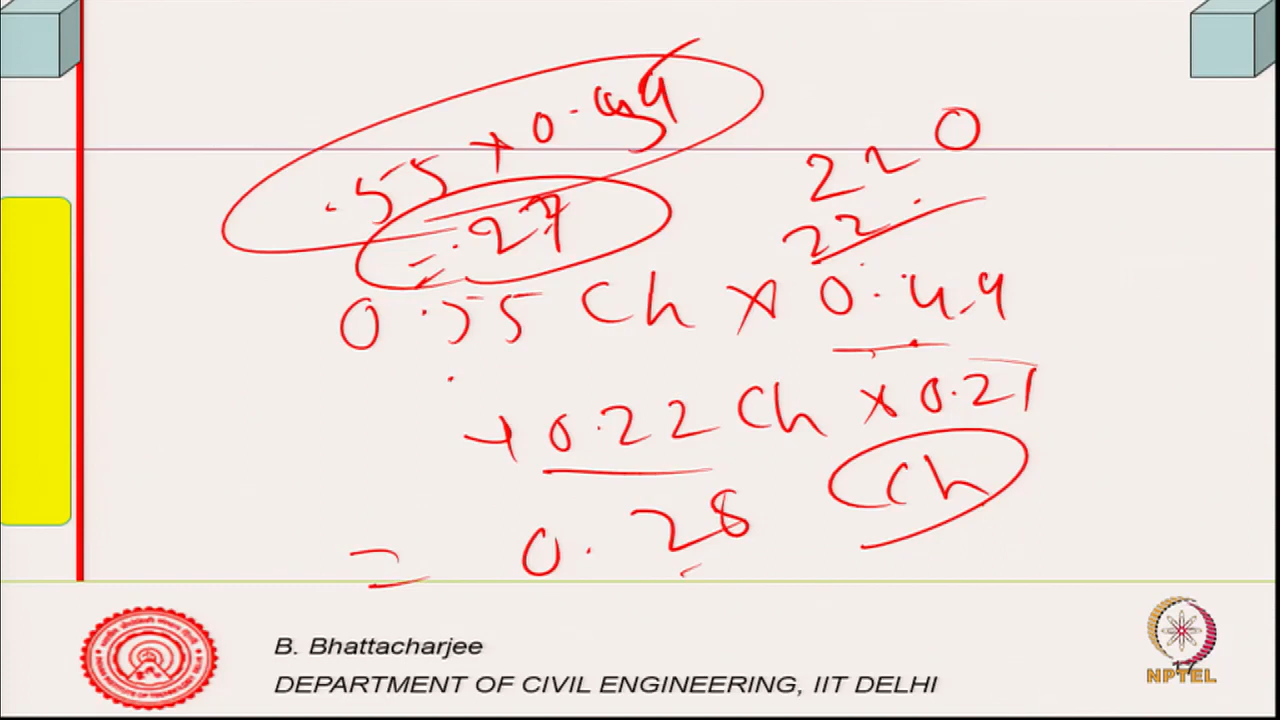 .55 × 0.49
= .27
220
22.
0.55 Ch × 0.44
+ 0.22 Ch × 0.21
= 0.28 Ch
B. Bhattacharjee
DEPARTMENT OF CIVIL ENGINEERING, IIT DELHI
NPTEL